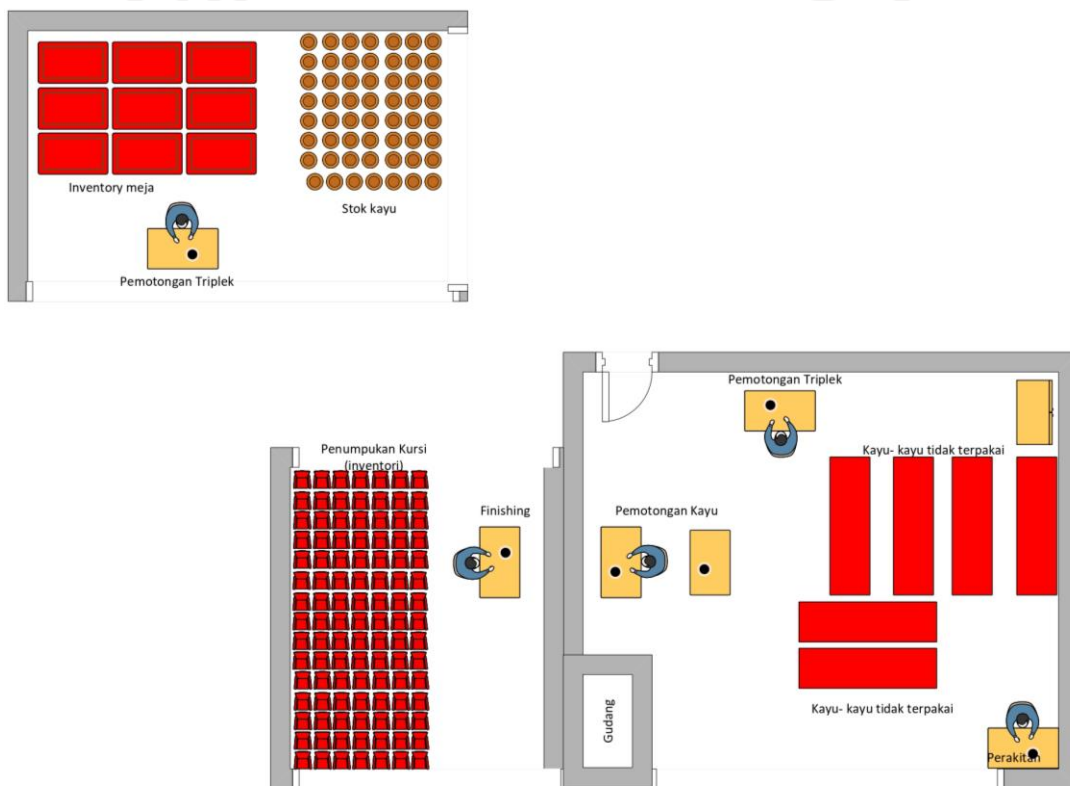 Inventory meja
Stok kayu
Pemotongan Triplek
Pemotongan Triplek
Penumpukan Kursi
(inventori)
Kayu- kayu tidak terpakai
Finishing
Pemotongan Kayu
Gudang
Kayu- kayu tidak terpakai
Perakitan